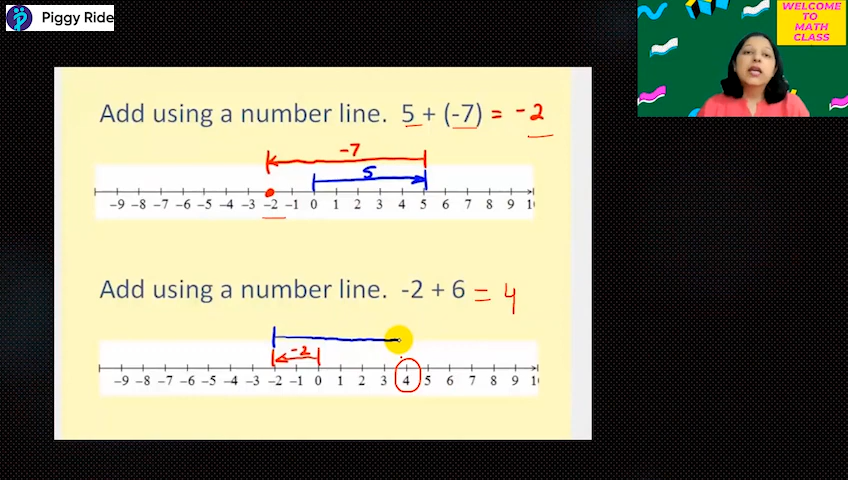 Piggy Ride
WELCOME
TO
MATH
CLASS
Add using a number line. 5 + (-7) = -2
-7
5
-9 -8 -7 -6 -5 -4 -3 -2 -1 0 1 2 3 4 5 6 7 8 9 10
Add using a number line. -2 + 6 = 4
-2
-9 -8 -7 -6 -5 -4 -3 -2 -1 0 1 2 3 4 5 6 7 8 9 10